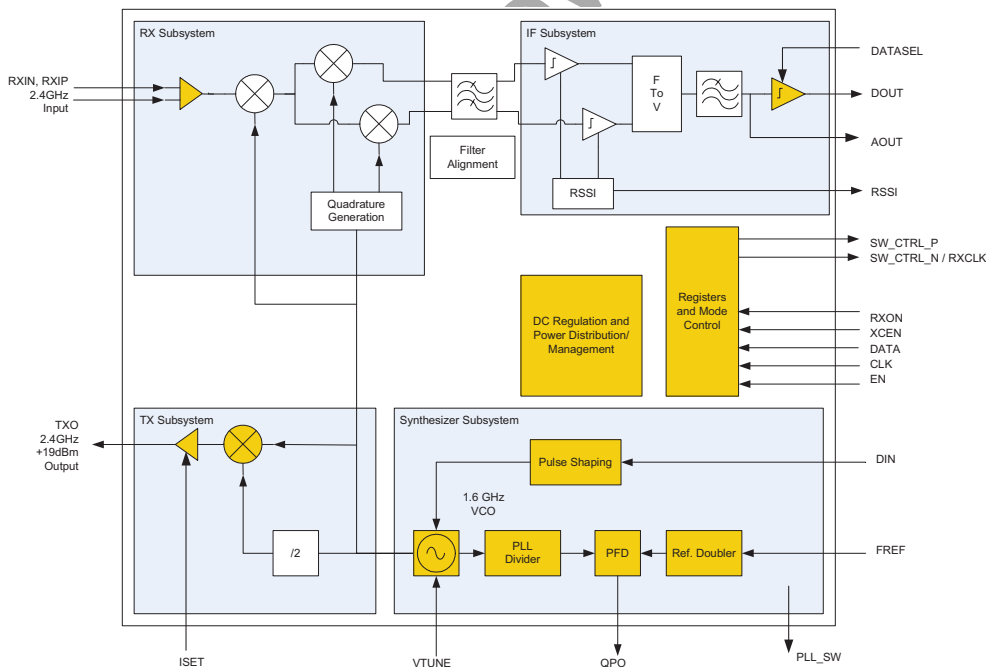 RX Subsystem
IF Subsystem
RXIN, RXIP
2.4GHz
Input
Filter
Alignment
Quadrature
Generation
F
To
V
RSSI
DATASEL
DOUT
AOUT
RSSI
SW_CTRL_P
SW_CTRL_N / RXCLK
DC Regulation and
Power Distribution/
Management
Registers
and Mode
Control
RXON
XCEN
DATA
CLK
EN
TX Subsystem
Synthesizer Subsystem
TXO
2.4GHz
+19dBm
Output
Pulse Shaping
DIN
1.6 GHz
VCO
/2
PLL
Divider
PFD
Ref. Doubler
FREF
ISET
VTUNE
QPO
PLL_SW